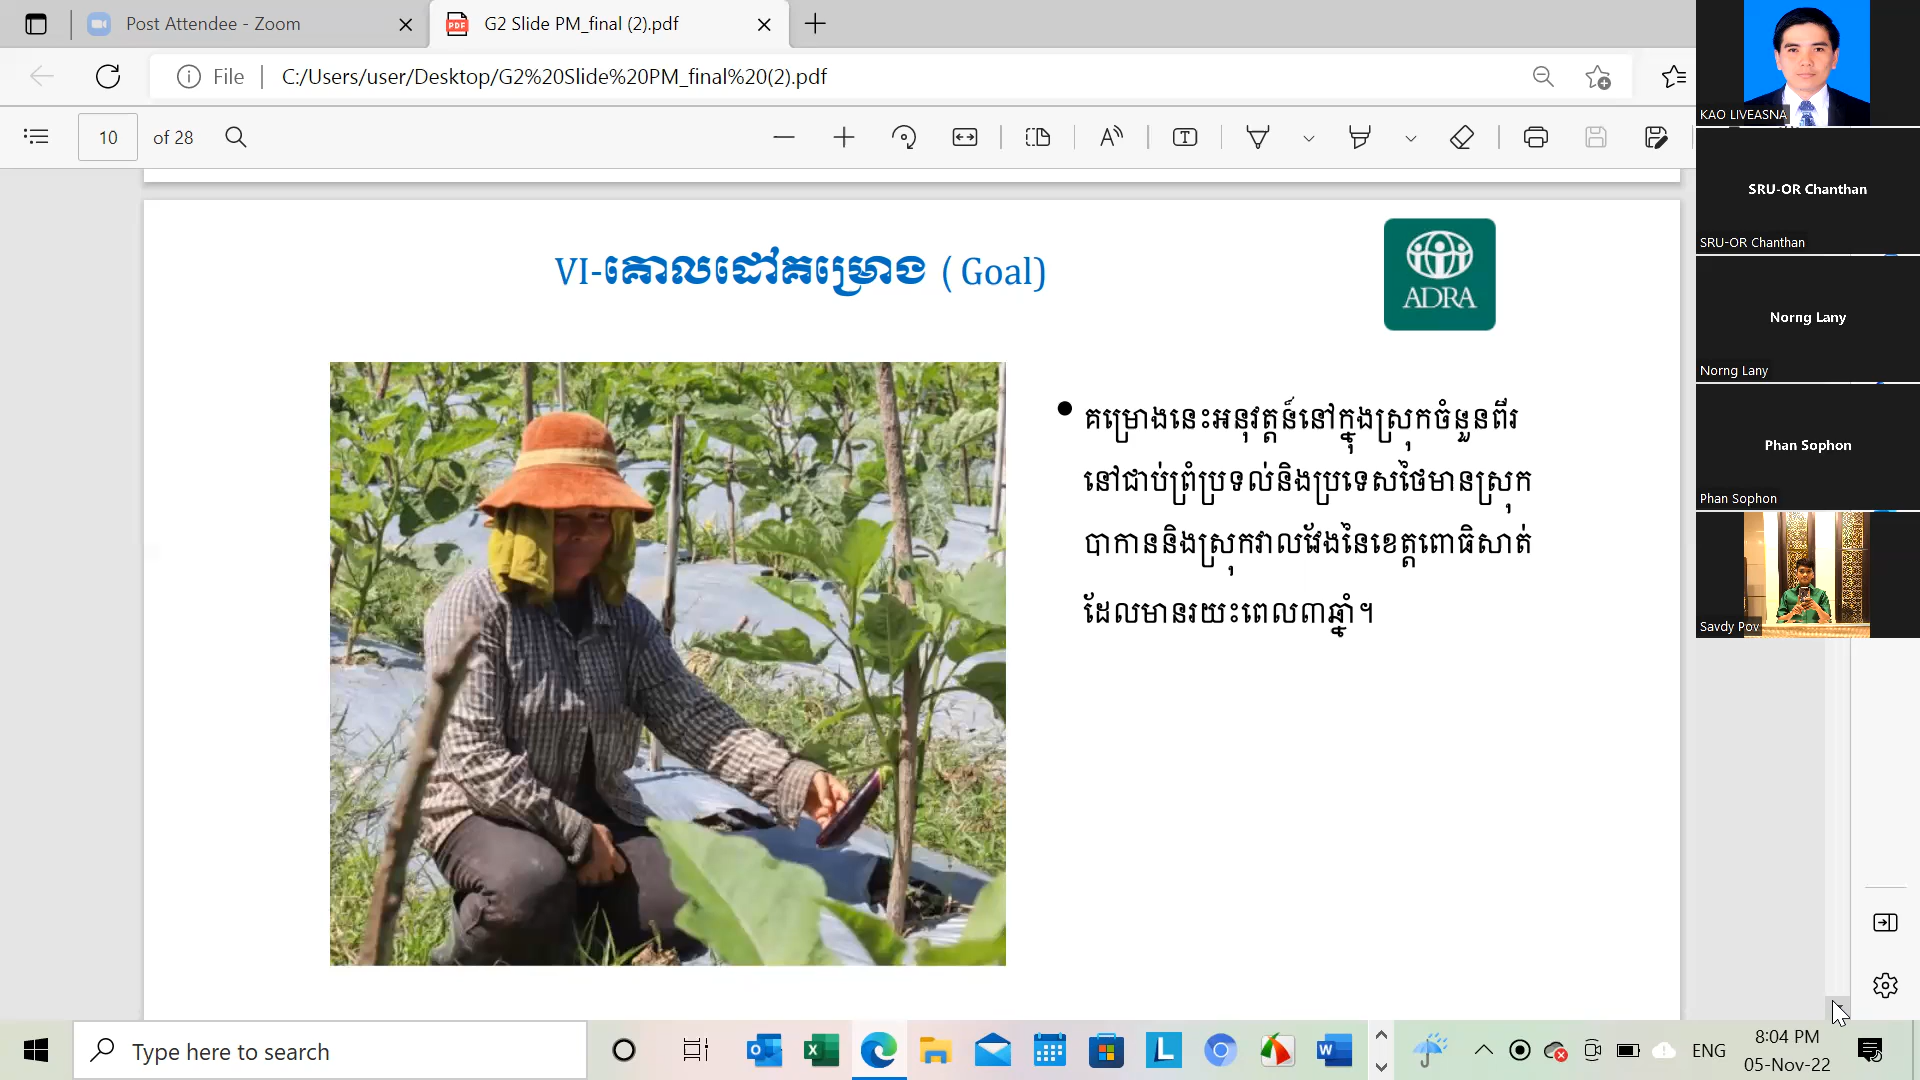 Post Attendee - Zoom
G2 Slide PM_final (2).pdf
File
C:/Users/user/Desktop/G2%20Slide%20PM_final%20(2).pdf
10 of 28
VI-គោលដៅគម្រោង ( Goal)
ADRA
• គម្រោងនេះអនុវត្តន៍នៅក្នុងស្រុកចំនួនពីរ
នៅជាប់ព្រំប្រទល់និងប្រទេសថៃមានស្រុក
បាកាននិងស្រុកវាលវែងនៃខេត្តពោធិសាត់
ដែលមានរយះពេល៣ឆ្នាំ។
KAO LIVEASNA
SRU-OR Chanthan
SRU-OR Chanthan
Norng Lany
Norng Lany
Phan Sophon
Phan Sophon
Savdy Pov
Type here to search
ENG
8:04 PM
05-Nov-22